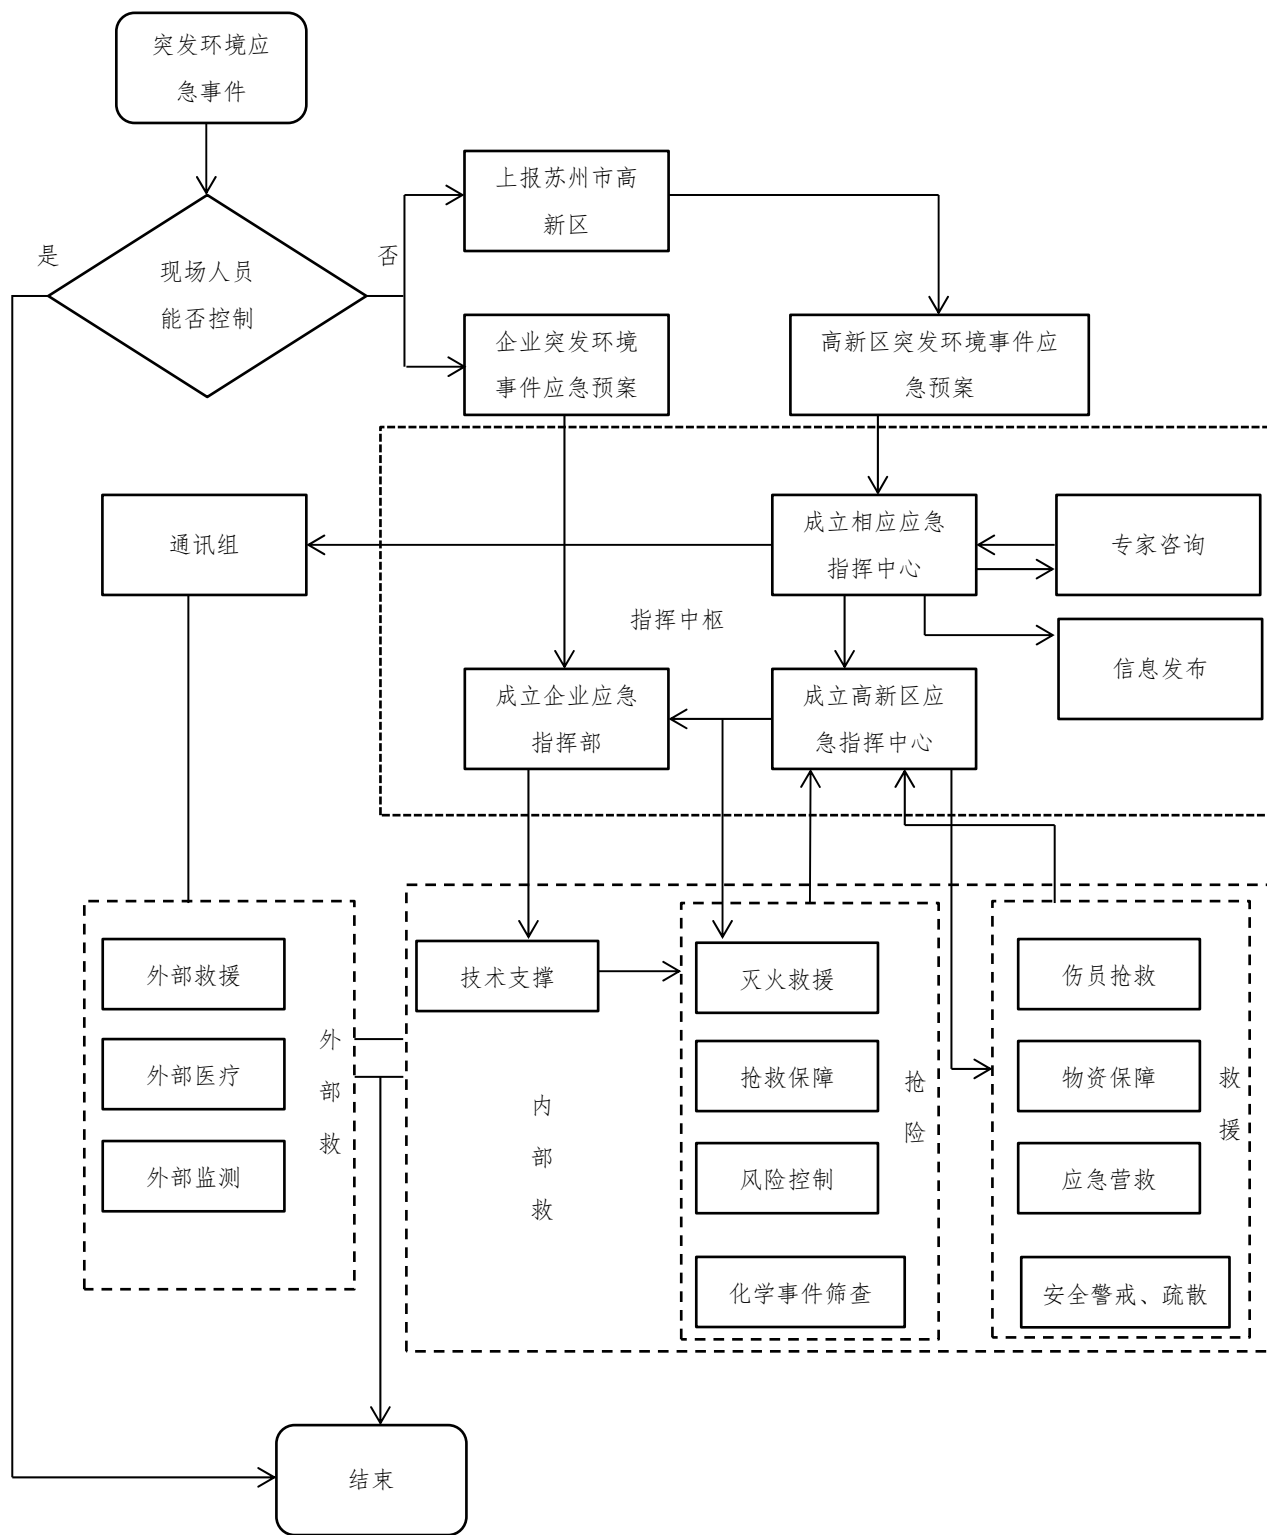 突发环境应
急事件
上报苏州市高
新区
是
否
现场人员
能否控制
企业突发环境
事件应急预案
高新区突发环境事件应
急预案
通讯组
成立相应应急
指挥中心
专家咨询
指挥中枢
信息发布
成立企业应急
指挥部
成立高新区应
急指挥中心
外部救援
外部医疗
外部监测
外
部
救
技术支撑
内
部
救
灭火救援
抢救保障
风险控制
化学事件筛查
抢
险
伤员抢救
物资保障
应急营救
安全警戒、疏散
救
援
结束